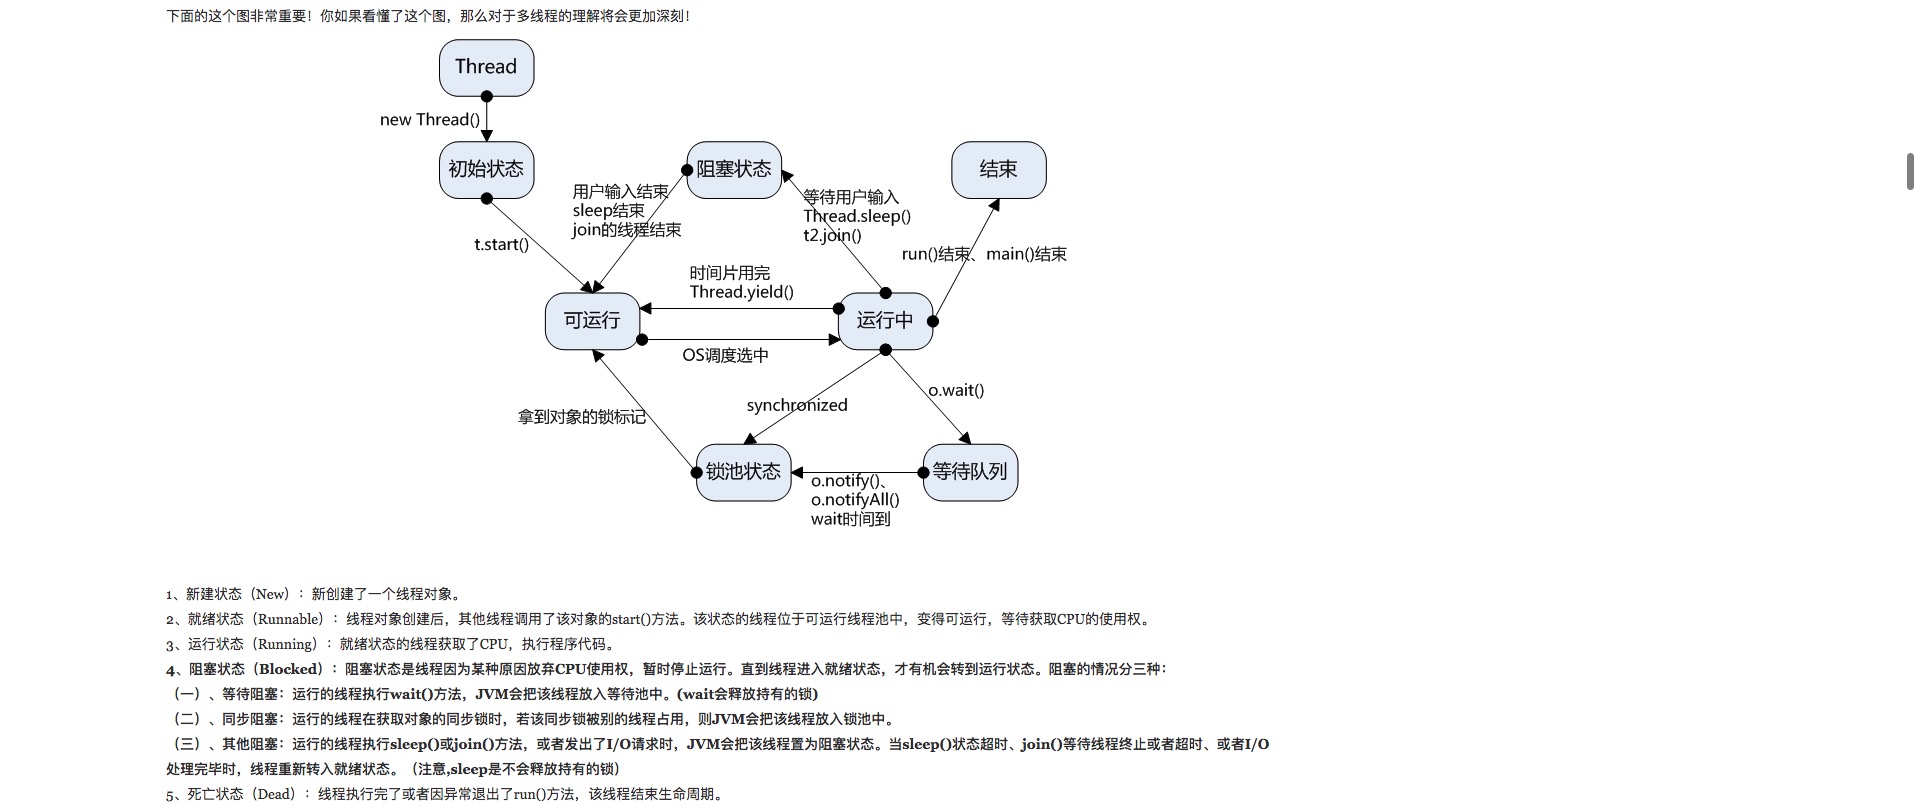 下面的这个图非常重要！你如果看懂了这个图，那么对于多线程的理解将会更加深刻！
Thread
new Thread()
初始状态
阻塞状态
结束
用户输入结束
sleep结束
join的线程结束
等待用户输入
Thread.sleep()
t2.join()
t.start()
run()结束、main()结束
时间片用完
Thread.yield()
可运行
运行中
OS调度选中
o.wait()
synchronized
拿到对象的锁标记
锁池状态
等待队列
o.notify()、
o.notifyAll()
wait时间到
1、新建状态（New）：新创建了一个线程对象。
2、就绪状态（Runnable）：线程对象创建后，其他线程调用了该对象的start()方法。该状态的线程位于可运行线程池中，变得可运行，等待获取CPU的使用权。
3、运行状态（Running）：就绪状态的线程获取了CPU，执行程序代码。
4、阻塞状态（Blocked）：阻塞状态是线程因为某种原因放弃CPU使用权，暂时停止运行。直到线程进入就绪状态，才有机会转到运行状态。阻塞的情况分三种：
（一）、等待阻塞：运行的线程执行wait()方法，JVM会把该线程放入等待池中。(wait会释放持有的锁)
（二）、同步阻塞：运行的线程在获取对象的同步锁时，若该同步锁被别的线程占用，则JVM会把该线程放入锁池中。
（三）、其他阻塞：运行的线程执行sleep()或join()方法，或者发出了I/O请求时，JVM会把该线程置为阻塞状态。当sleep()状态超时、join()等待线程终止或者超时、或者I/O
处理完毕时，线程重新转入就绪状态。（注意,sleep是不会释放持有的锁）
5、死亡状态（Dead）：线程执行完了或者因异常退出了run()方法，该线程结束生命周期。